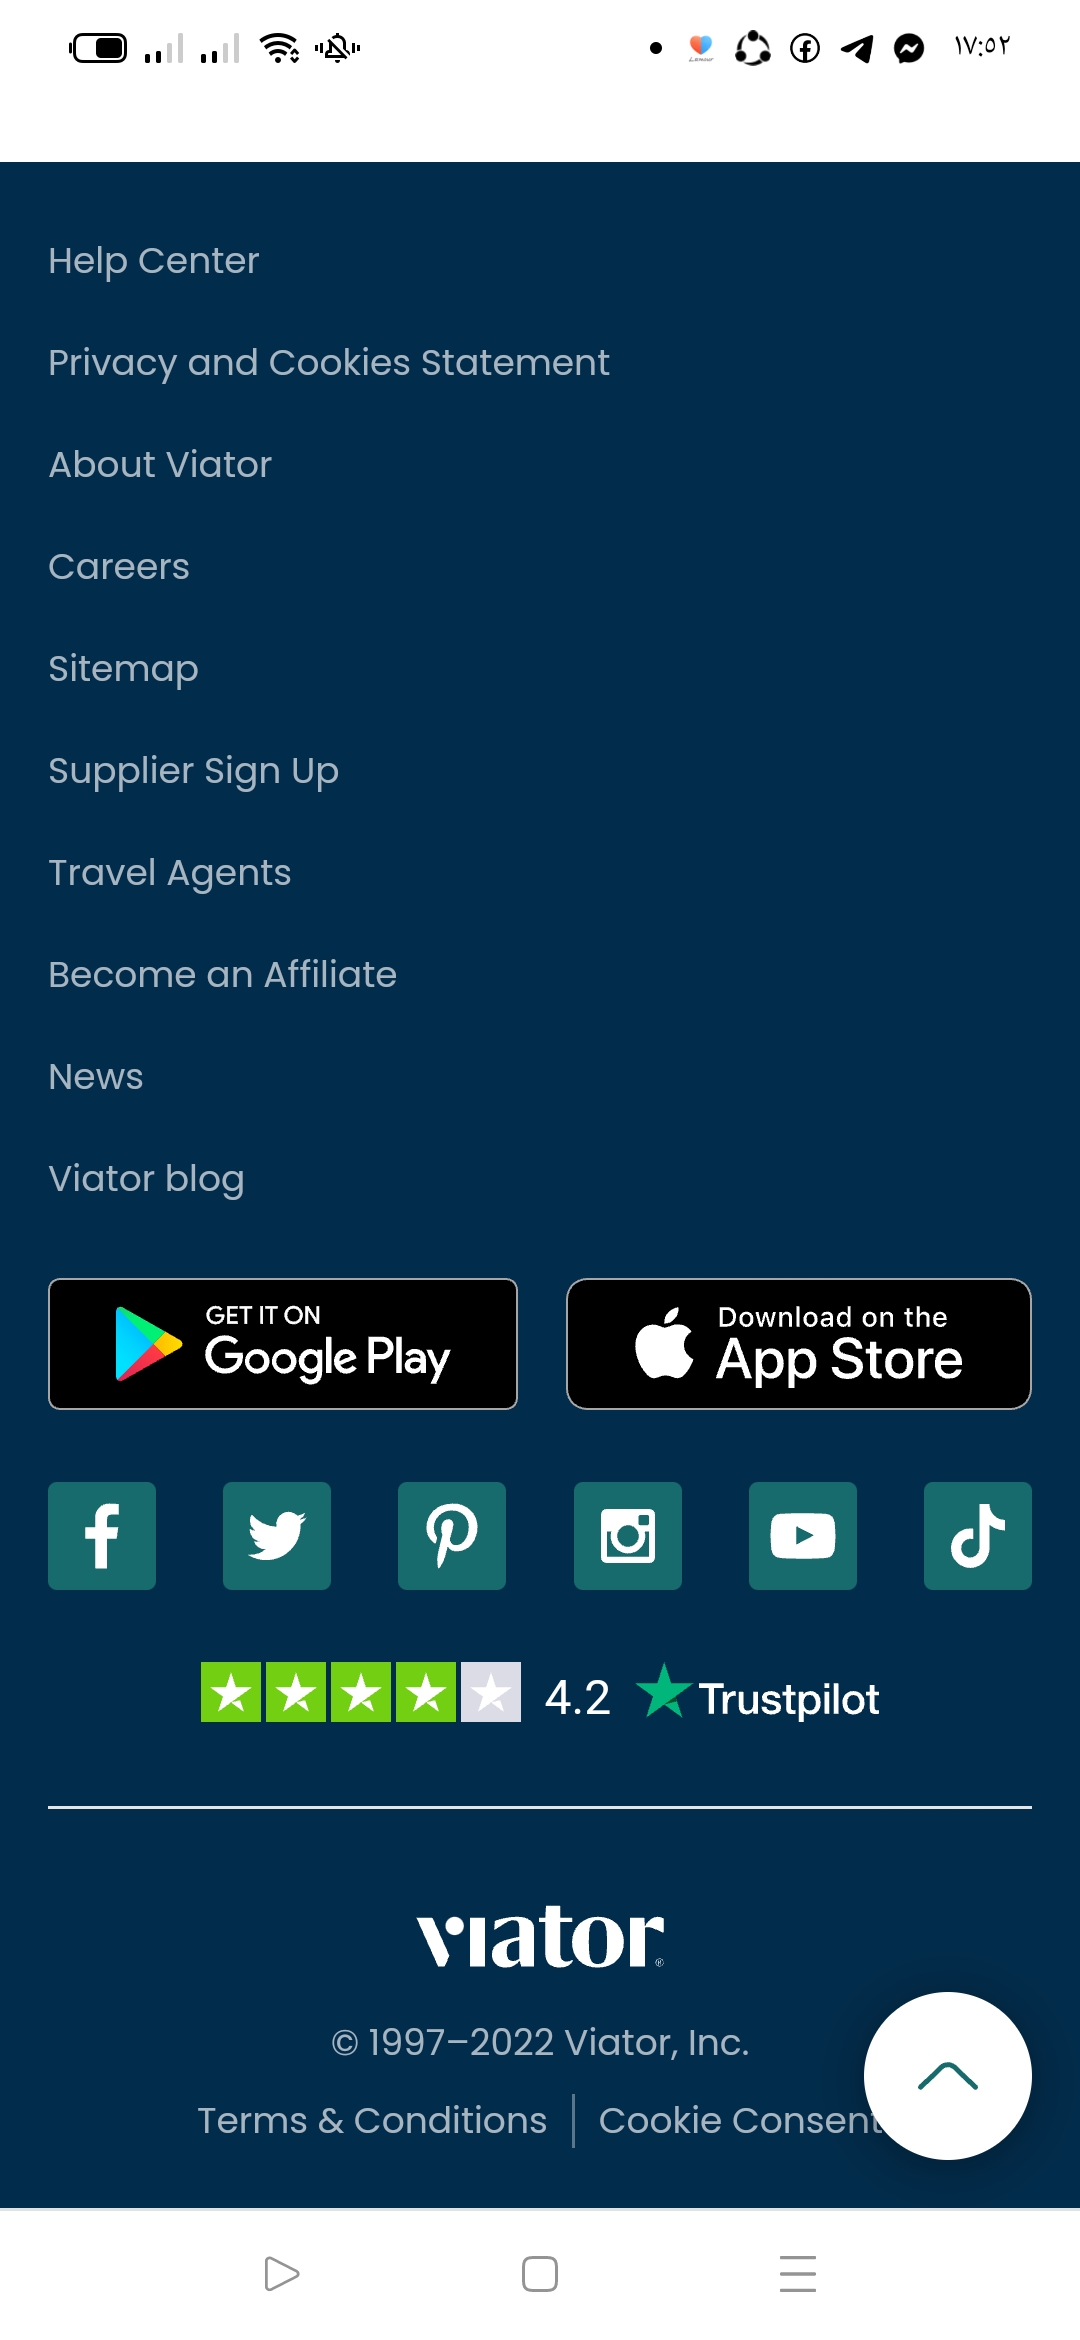 ١٧:٥٢
Help Center
Privacy and Cookies Statement
About Viator
Careers
Sitemap
Supplier Sign Up
Travel Agents
Become an Affiliate
News
Viator blog
GET IT ON
Google Play
Download on the
App Store
4.2 Trustpilot
viator®
© 1997–2022 Viator, Inc.
Terms & Conditions
Cookie Consent